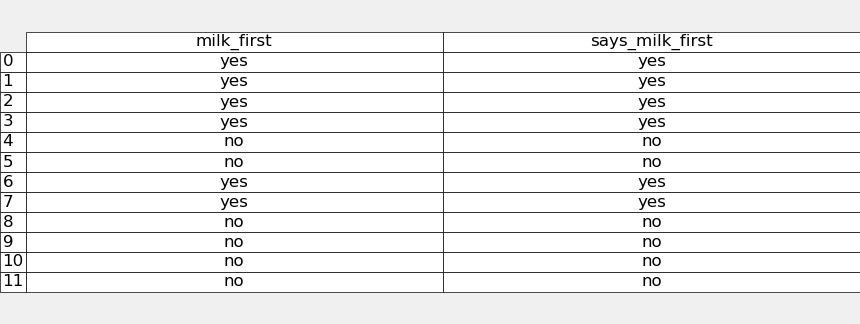 milk_first says_milk_first
0 yes yes
1 yes yes
2 yes yes
3 yes yes
4 no no
5 no no
6 yes yes
7 yes yes
8 no no
9 no no
10 no no
11 no no